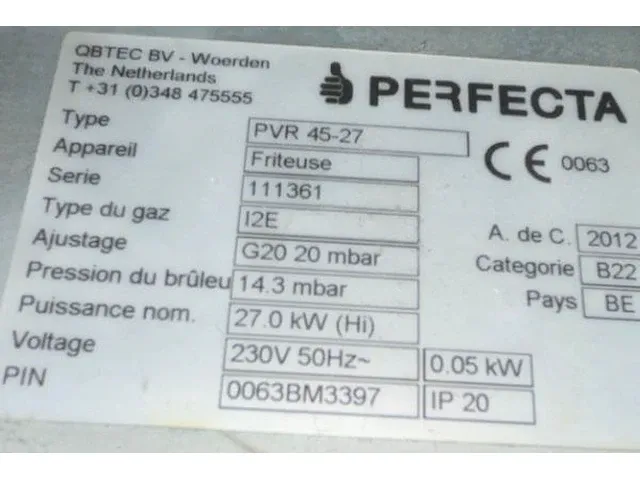 QBTEC BV - Woerden
The Netherlands
T +31 (0)348 475555
PERFECTA
CE 0063
Type PVR 45-27
Appareil Friteuse
Serie 111361
Type du gaz I2E
Ajustage G20 20 mbar
Pression du brûleu 14.3 mbar
Puissance nom. 27.0 kW (Hi)
Voltage 230V 50Hz~ 0.05 kW
PIN 0063BM3397 IP 20
A. de C. 2012
Categorie B22
Pays BE